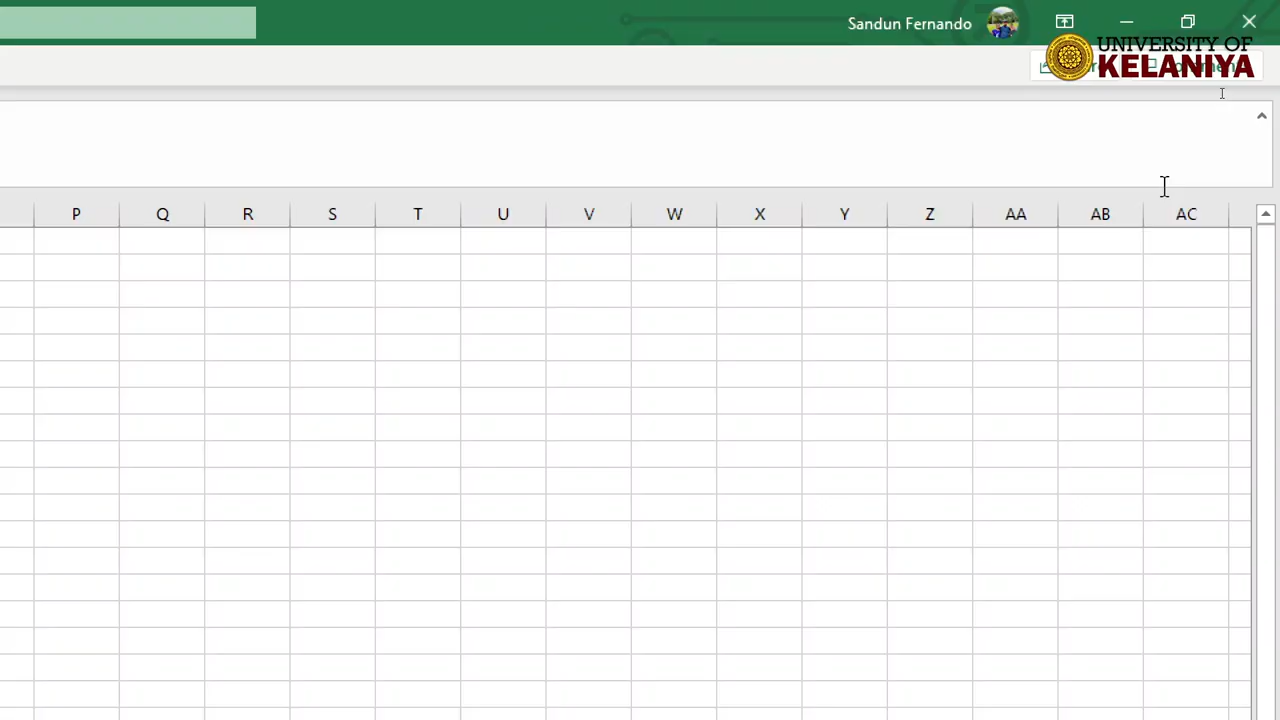 Sandun Fernando
UNIVERSITY OF
KELANIYA
P Q R S T U V W X Y Z AA AB AC